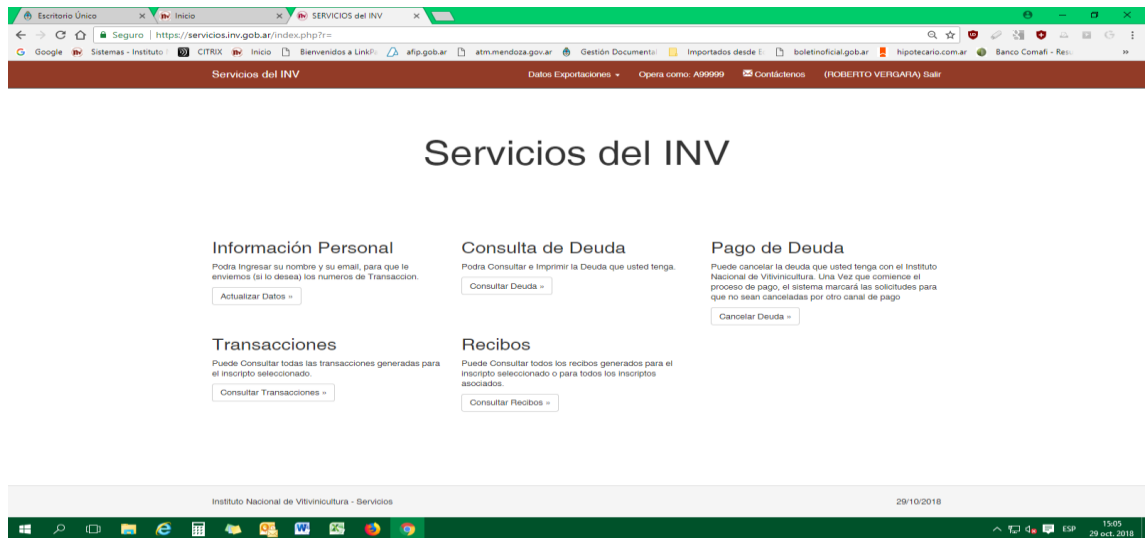 Escritorio Único
Inicio
SERVICIOS del INV
Seguro | https://servicios.inv.gob.ar/index.php?r=
Google
Sistemas - Instituto
CITRIX
Inicio
Bienvenidos a LinkPa
afip.gob.ar
atm.mendoza.gov.ar
Gestión Documental
Importados desde E
boletinoficial.gob.ar
hipotecario.com.ar
Banco Comafi - Resu
Servicios del INV
Datos Exportaciones
Opera como: A99999
Contáctenos
(ROBERTO VERGARA) Salir
Servicios del INV
Información Personal
Podra Ingresar su nombre y su email, para que le
enviemos (si lo desea) los numeros de Transaccion.
Actualizar Datos »
Consulta de Deuda
Podra Consultar e Imprimir la Deuda que usted tenga.
Consultar Deuda »
Pago de Deuda
Puede cancelar la deuda que usted tenga con el Instituto
Nacional de Vitivinicultura. Una Vez que comience el
proceso de pago, el sistema marcará las solicitudes para
que no sean canceladas por otro canal de pago
Cancelar Deuda »
Transacciones
Puede Consultar todas las transacciones generadas para
el inscripto seleccionado.
Consultar Transacciones »
Recibos
Puede Consultar todos los recibos generados para el
inscripto seleccionado o para todos los inscriptos
asociados.
Consultar Recibos »
Instituto Nacional de Vitivinicultura - Servicios
29/10/2018
ESP
15:05
29 oct. 2018